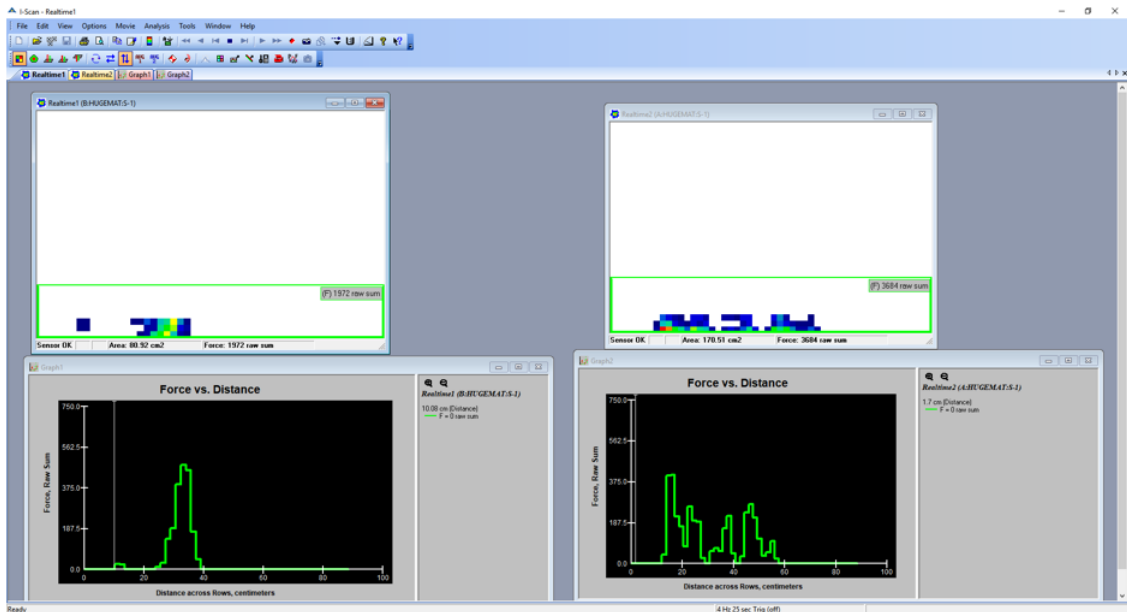 I-Scan - Realtime1
File Edit View Options Movie Analysis Tools Window Help
Realtime1 Realtime2 Graph1 Graph2
Realtime1 (B:HUGEMAT:S-1)
(F) 1972 raw sum
Sensor OK Area: 80.92 cm2 Force: 1972 raw sum
Realtime2 (A:HUGEMAT:S-1)
(F) 3684 raw sum
Sensor OK Area: 170.51 cm2 Force: 3684 raw sum
Graph1
Force vs. Distance
Force, Raw Sum
750.0
562.5
375.0
187.5
0.0
0 20 40 60 80 100
Distance across Rows, centimeters
Realtime1 (B:HUGEMAT:S-1)
10.08 cm (Distance)
F = 0 raw sum
Graph2
Force vs. Distance
Force, Raw Sum
750.0
562.5
375.0
187.5
0.0
0 20 40 60 80 100
Distance across Rows, centimeters
Realtime2 (A:HUGEMAT:S-1)
1.7 cm (Distance)
F = 0 raw sum
Ready
4 Hz 25 sec Trig (off)